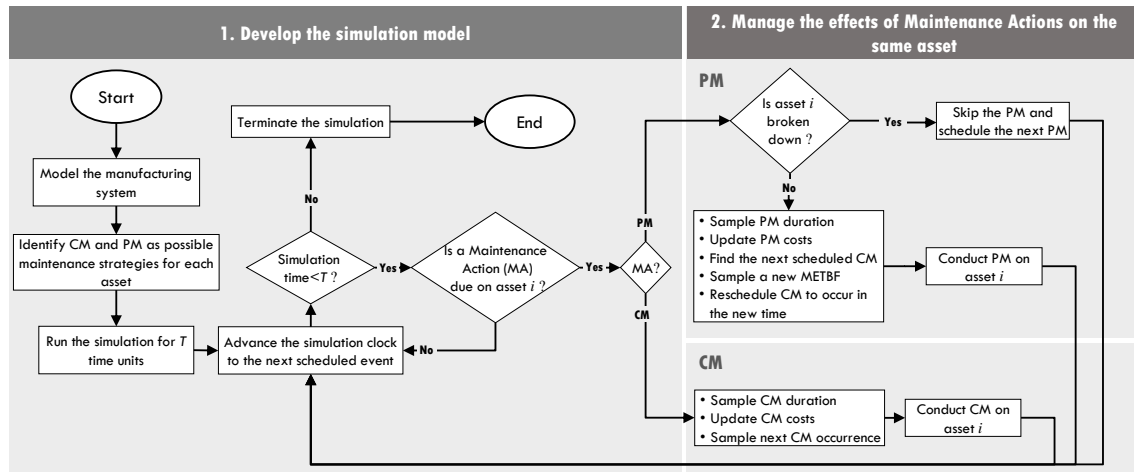 1. Develop the simulation model
2. Manage the effects of Maintenance Actions on the
same asset
Start
Model the manufacturing
system
Identify CM and PM as possible
maintenance strategies for each
asset
Run the simulation for T
time units
Terminate the simulation
End
No
Simulation
time<T ?
Yes
Advance the simulation clock
to the next scheduled event
Is a Maintenance
Action (MA)
due on asset i ?
No
Yes
MA?
PM
CM
PM
Is asset i
broken
down ?
Yes
Skip the PM and
schedule the next PM
No
• Sample PM duration
• Update PM costs
• Find the next scheduled CM
• Sample a new METBF
• Reschedule CM to occur in
the new time
Conduct PM on
asset i
CM
• Sample CM duration
• Update CM costs
• Sample next CM occurrence
Conduct CM on
asset i